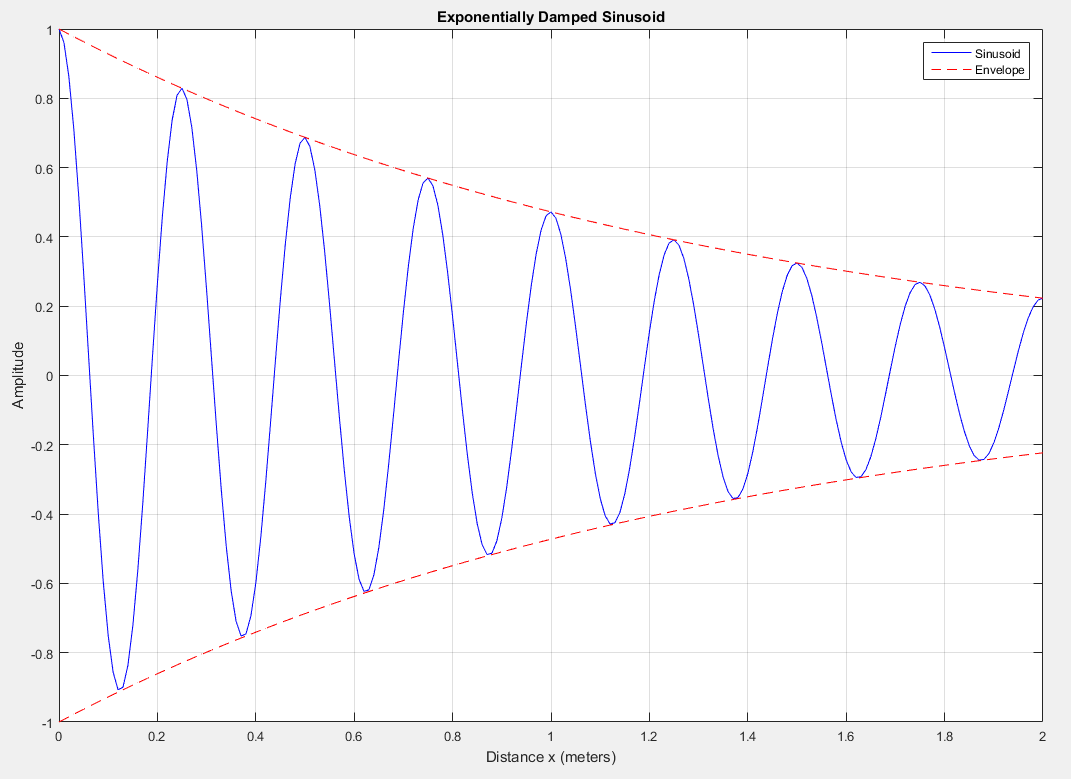 Exponentially Damped Sinusoid
Sinusoid
Envelope
Amplitude
1
0.8
0.6
0.4
0.2
0
-0.2
-0.4
-0.6
-0.8
-1
0 0.2 0.4 0.6 0.8 1 1.2 1.4 1.6 1.8 2
Distance x (meters)